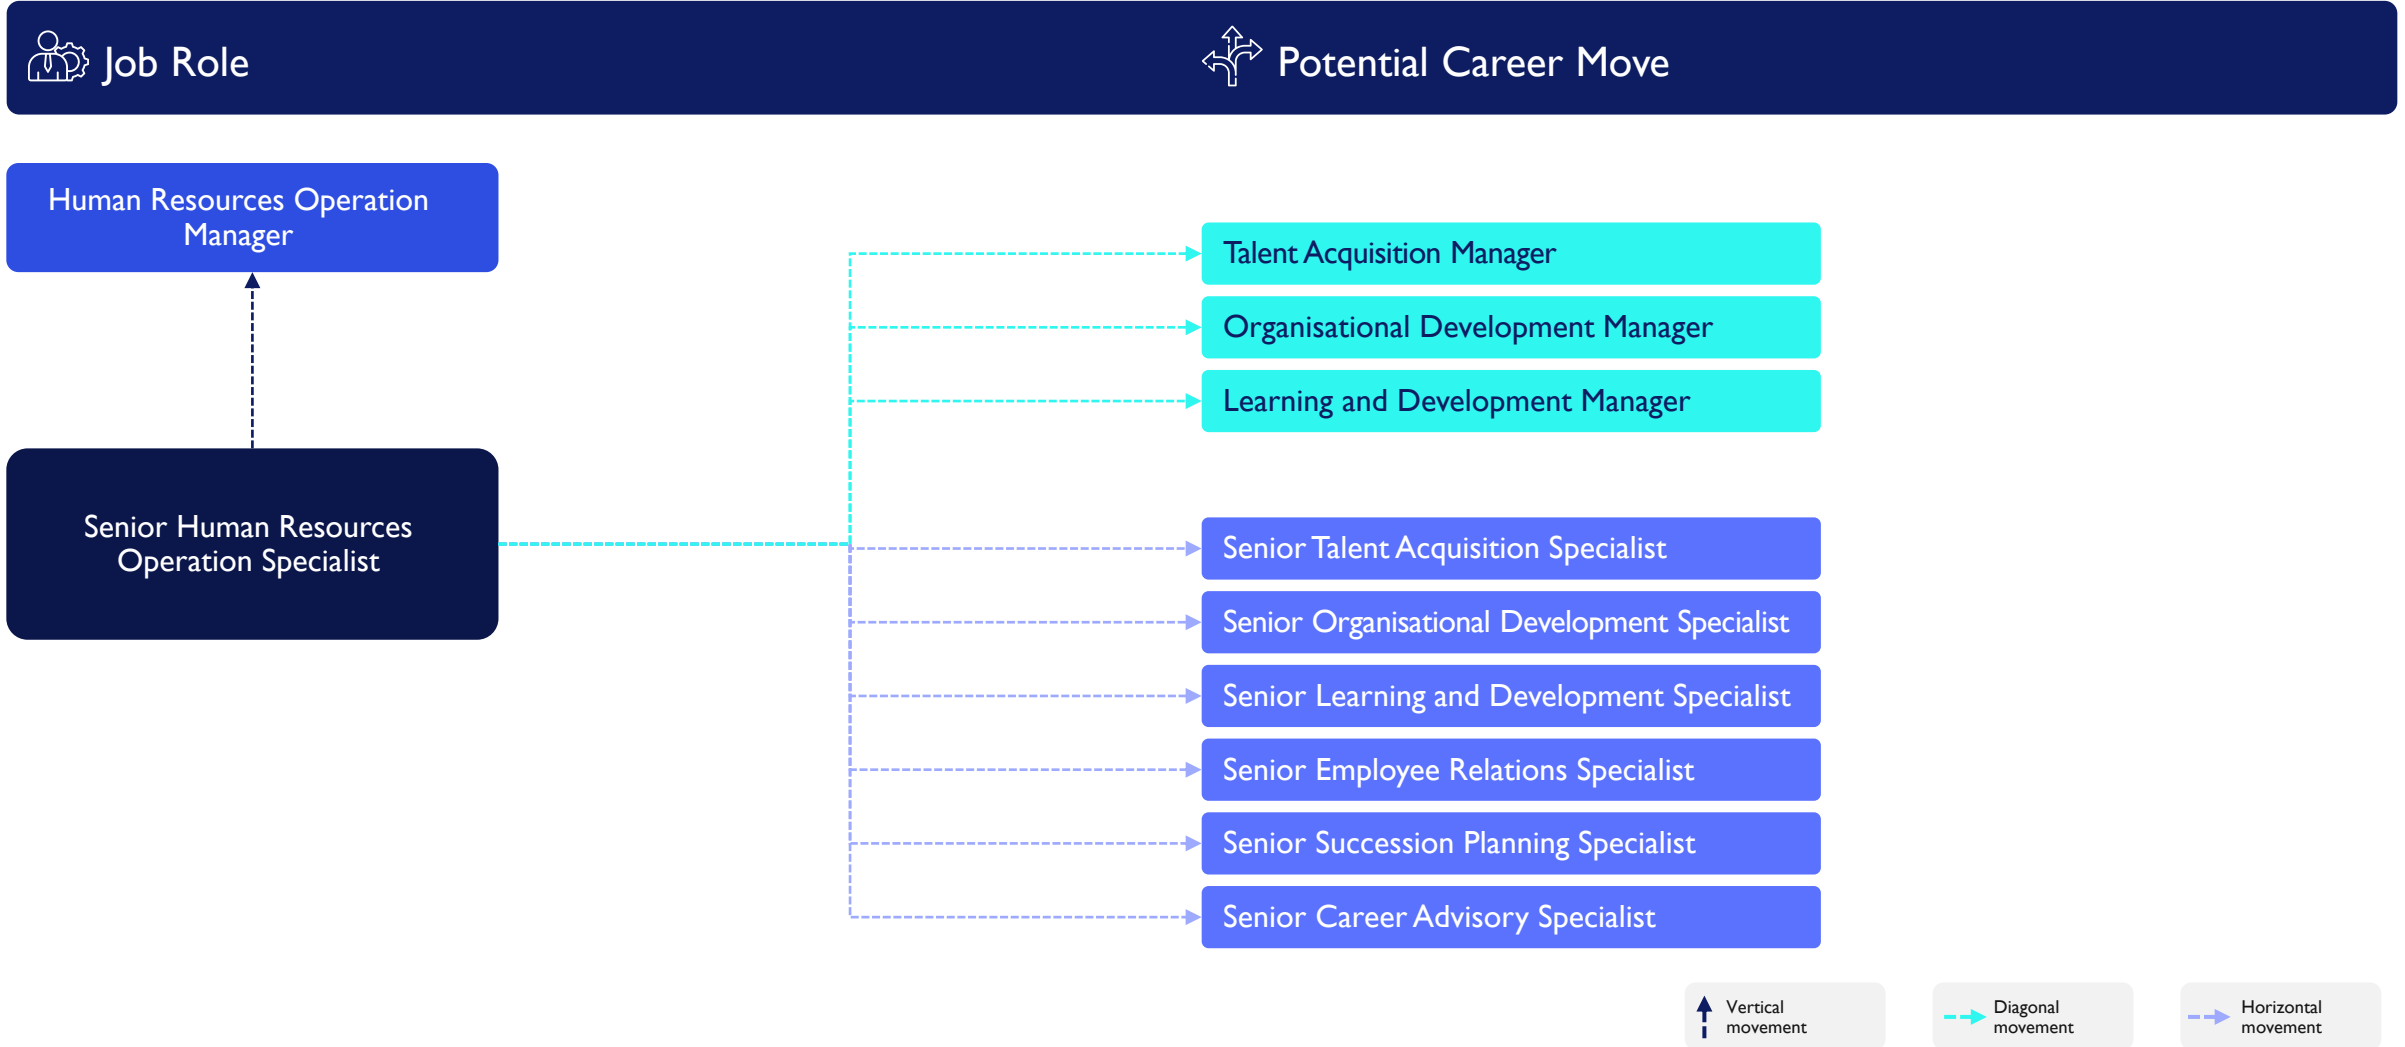 Job Role
Potential Career Move
Human Resources Operation
Manager
Senior Human Resources
Operation Specialist
Talent Acquisition Manager
Organisational Development Manager
Learning and Development Manager
Senior Talent Acquisition Specialist
Senior Organisational Development Specialist
Senior Learning and Development Specialist
Senior Employee Relations Specialist
Senior Succession Planning Specialist
Senior Career Advisory Specialist
Vertical
movement
Diagonal
movement
Horizontal
movement